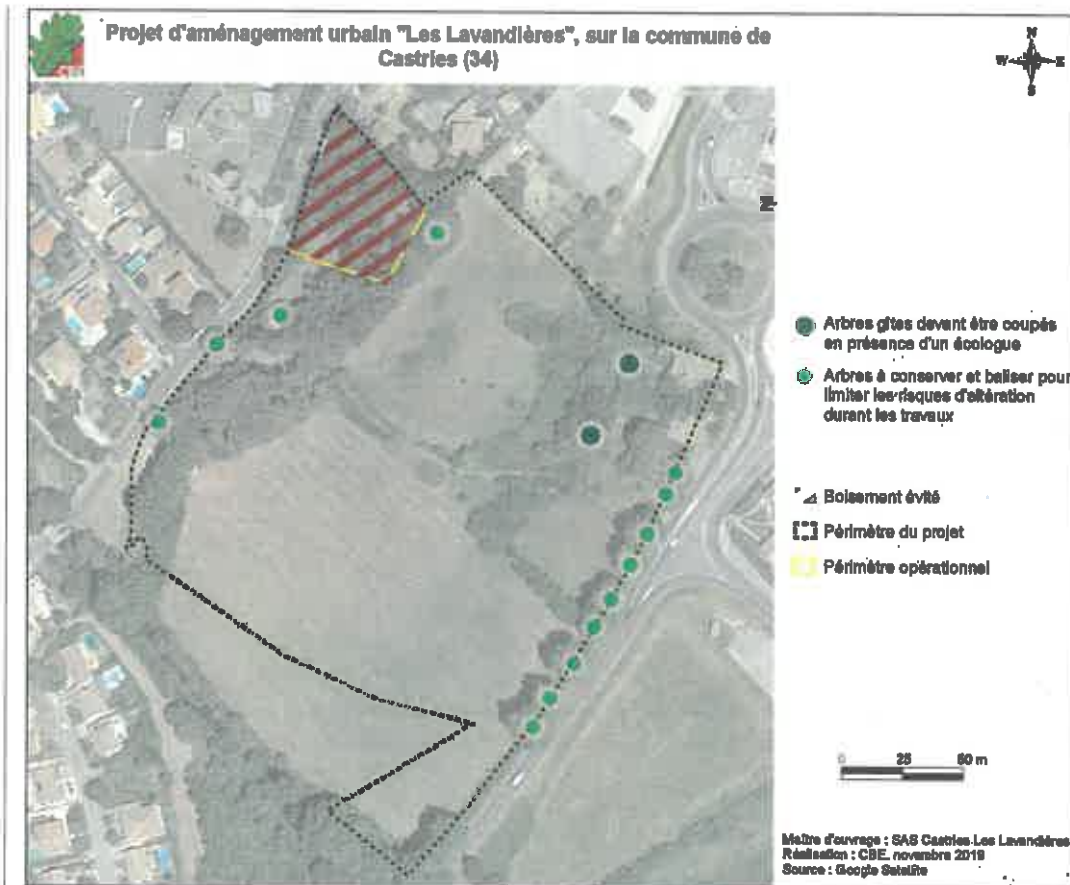 Projet d'aménagement urbain "Les Lavandières", sur la commune de
Castries (34)
N
W E
S
Arbres gîtes devant être coupés
en présence d'un écologue
Arbres à conserver et baliser pour
limiter les risques d'altération
durant les travaux
Boisement évité
Périmètre du projet
Périmètre opérationnel
0 25 50 m
Maître d'ouvrage : SAS Castries Les Lavandières
Réalisation : CBE, novembre 2019
Source : Google Satellite